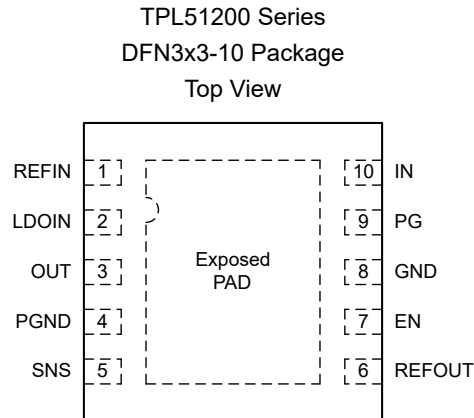 TPL51200 Series
DFN3x3-10 Package
Top View
REFIN 1 10 IN
LDOIN 2 9 PG
OUT 3 Exposed PAD 8 GND
PGND 4 7 EN
SNS 5 6 REFOUT